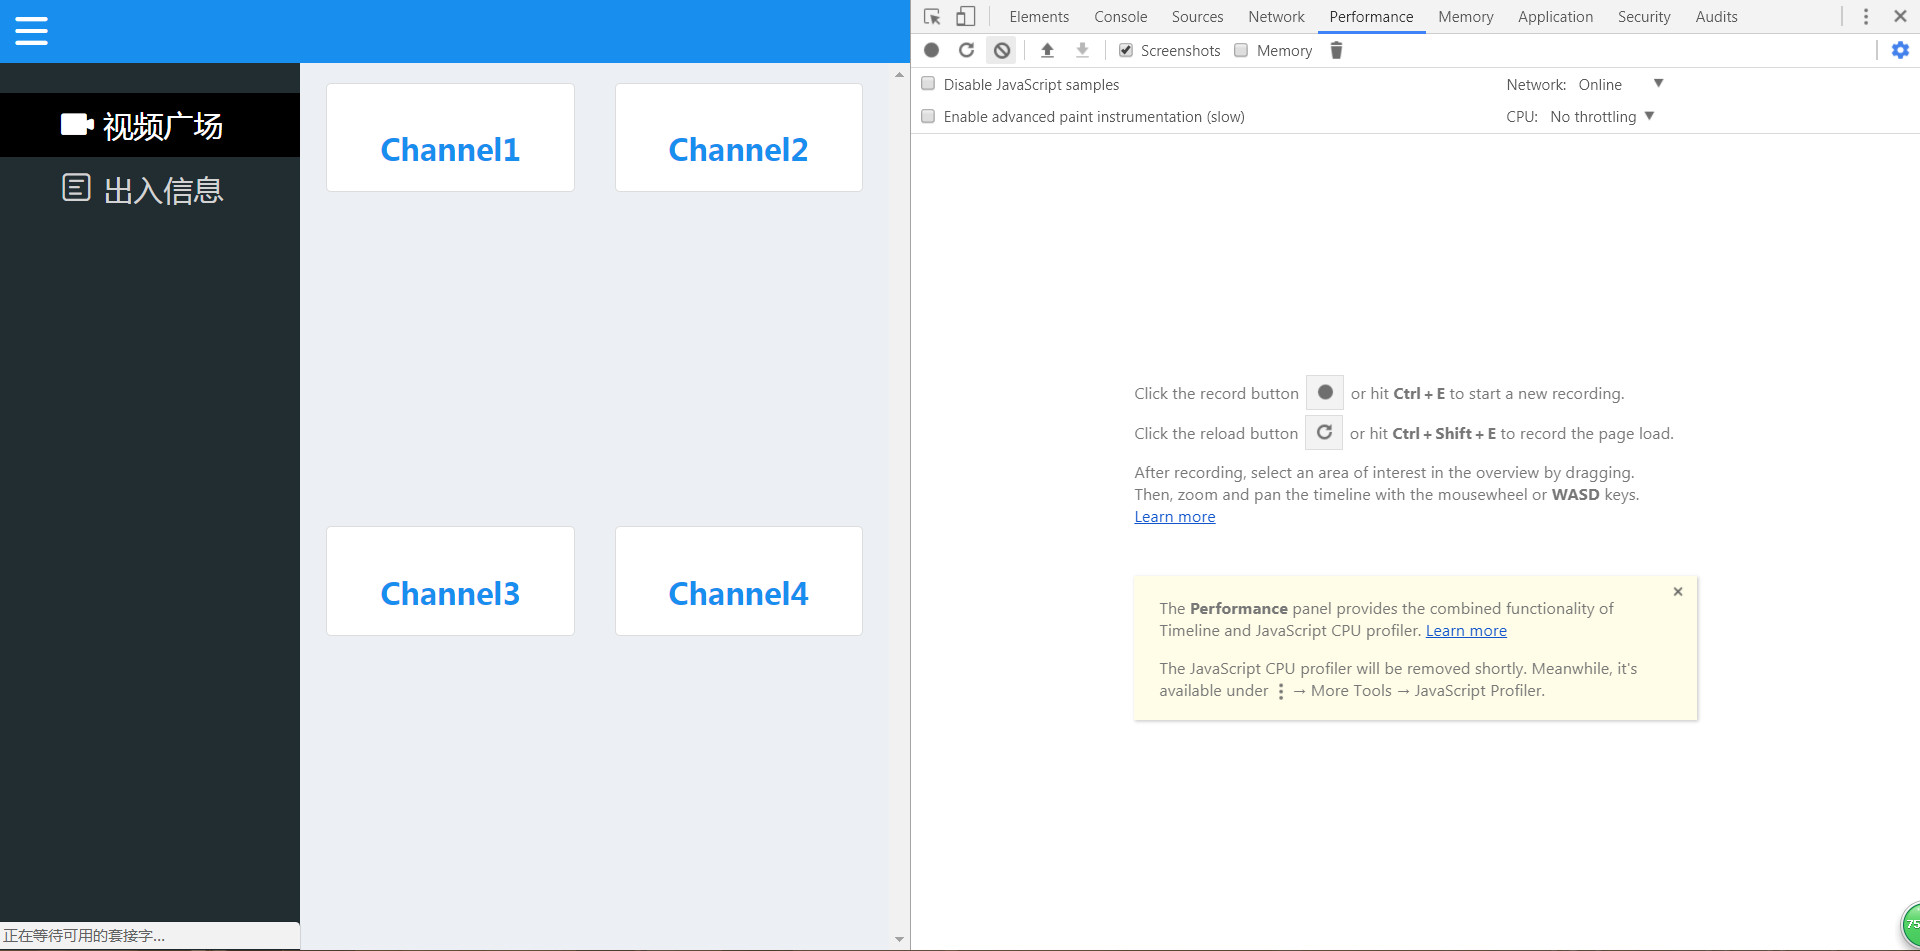 视频广场
出入信息
Channel1
Channel2
Channel3
Channel4
正在等待可用的套接字...
Elements Console Sources Network Performance Memory Application Security Audits
Screenshots Memory
Disable JavaScript samples
Network: Online
Enable advanced paint instrumentation (slow)
CPU: No throttling
Click the record button or hit Ctrl + E to start a new recording.
Click the reload button or hit Ctrl + Shift + E to record the page load.
After recording, select an area of interest in the overview by dragging.
Then, zoom and pan the timeline with the mousewheel or WASD keys.
Learn more
The Performance panel provides the combined functionality of
Timeline and JavaScript CPU profiler. Learn more
The JavaScript CPU profiler will be removed shortly. Meanwhile, it's
available under ⋮ → More Tools → JavaScript Profiler.
75